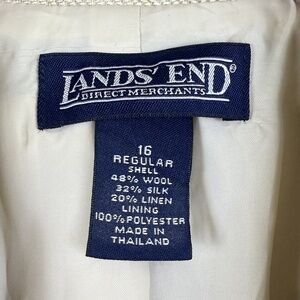 LANDS' END®
DIRECT MERCHANTS
16
REGULAR
SHELL
48% WOOL
32% SILK
20% LINEN
LINING
100% POLYESTER
MADE IN
THAILAND